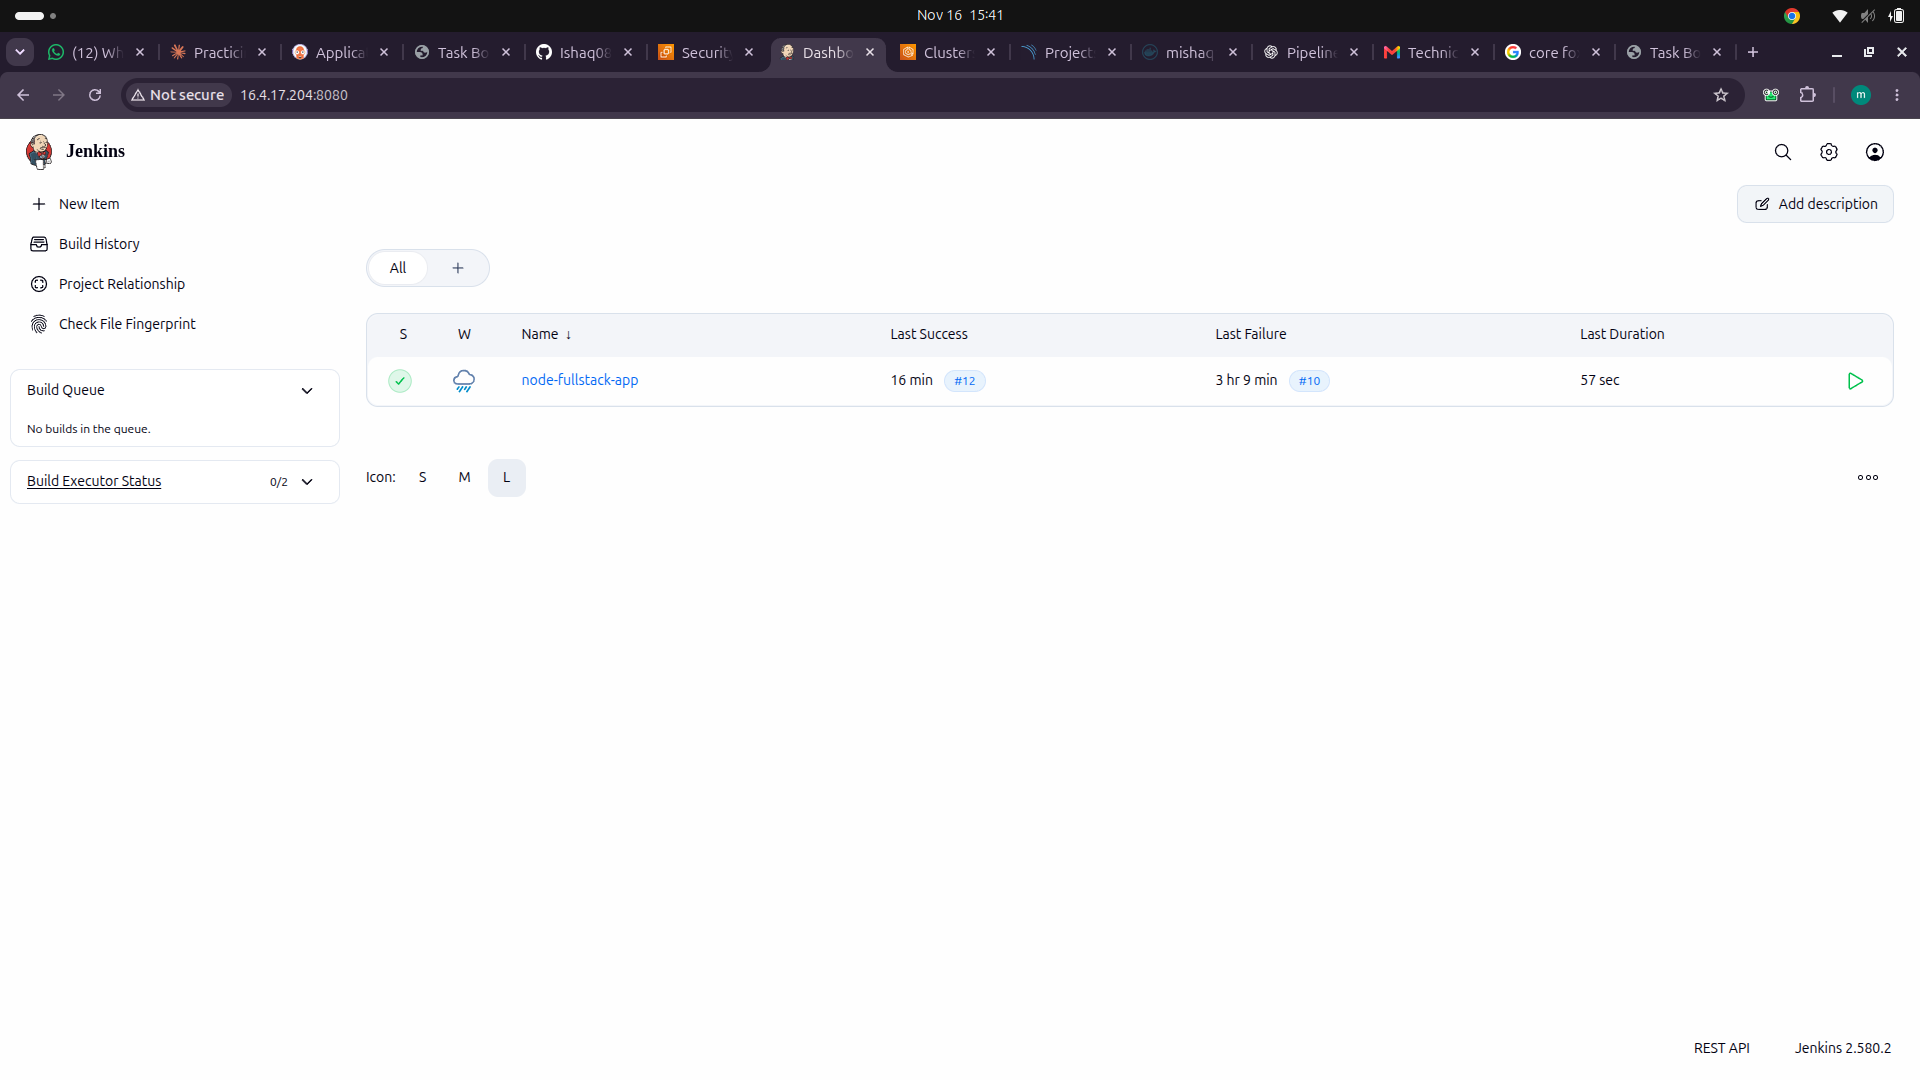 Nov 16 15:41
(12) Wh
Practici
Applica
Task Bo
Ishaq08
Security
Dashbo
Cluster
Project
mishaq
Pipeline
Technic
core fo
Task Bo
Not secure 16.4.17.204:8080
m
Jenkins
New Item
Add description
Build History
Project Relationship
Check File Fingerprint
All
S W Name ↓ Last Success Last Failure Last Duration
node-fullstack-app 16 min #12 3 hr 9 min #10 57 sec
Build Queue
No builds in the queue.
Build Executor Status 0/2
Icon: S M L
REST API Jenkins 2.580.2